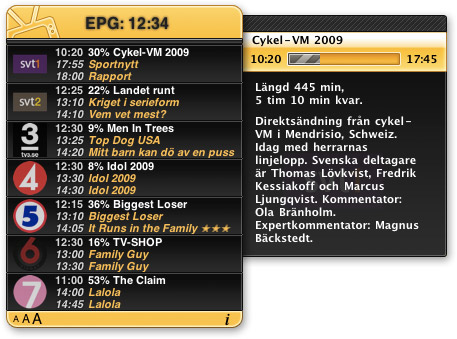 EPG: 12:34
svt1
10:20 30% Cykel-VM 2009
17:55 Sportnytt
18:00 Rapport
svt2
12:25 22% Landet runt
13:10 Kriget i serieform
14:10 Vem vet mest?
3
tv3.se
12:30 9% Men In Trees
13:25 Top Dog USA
14:20 Mitt barn kan dö av en puss
4
12:30 8% Idol 2009
13:30 Idol 2009
14:30 Idol 2009
5
12:15 36% Biggest Loser
13:10 Biggest Loser
14:05 It Runs in the Family ★★★
6
12:30 16% TV-SHOP
13:00 Family Guy
13:30 Family Guy
7
11:00 53% The Claim
14:00 Lalola
14:45 Lalola
A A A
i
Cykel-VM 2009
10:20 17:45
Längd 445 min,
5 tim 10 min kvar.
Direktsändning från cykel-
VM i Mendrisio, Schweiz.
Idag med herrarnas
linjelopp. Svenska deltagare
är Thomas Lövkvist, Fredrik
Kessiakoff och Marcus
Ljungqvist. Kommentator:
Ola Bränholm.
Expertkommentator: Magnus
Bäckstedt.